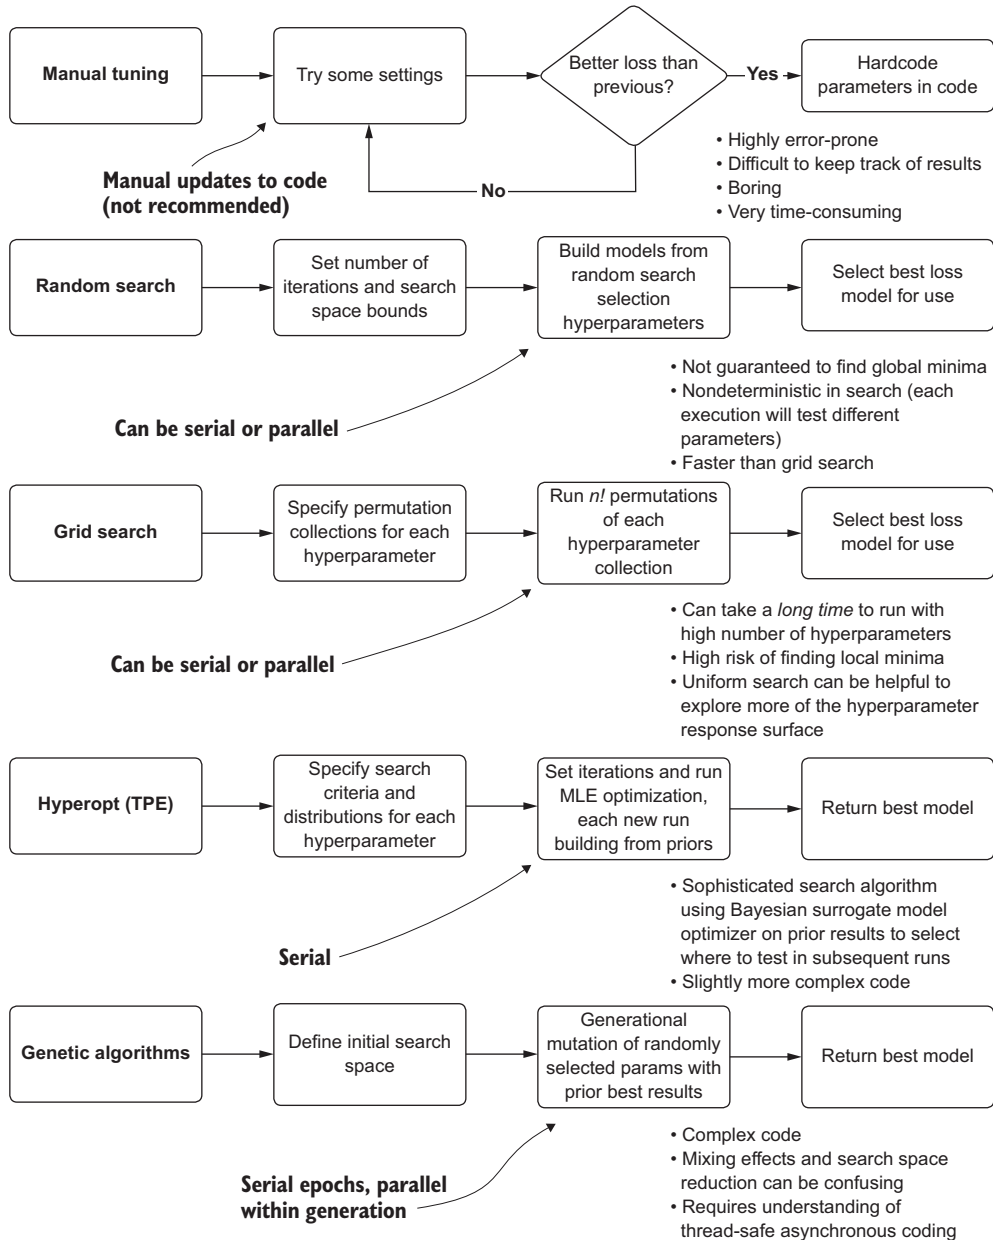 Manual tuning
Try some settings
Better loss than
previous?
Yes
Hardcode
parameters in code
No
Manual updates to code
(not recommended)
• Highly error-prone
• Difficult to keep track of results
• Boring
• Very time-consuming
Random search
Set number of
iterations and search
space bounds
Build models from
random search
selection
hyperparameters
Select best loss
model for use
Can be serial or parallel
• Not guaranteed to find global minima
• Nondeterministic in search (each
execution will test different
parameters)
• Faster than grid search
Grid search
Specify permutation
collections for each
hyperparameter
Run n! permutations
of each
hyperparameter
collection
Select best loss
model for use
Can be serial or parallel
• Can take a long time to run with
high number of hyperparameters
• High risk of finding local minima
• Uniform search can be helpful to
explore more of the hyperparameter
response surface
Hyperopt (TPE)
Specify search
criteria and
distributions for each
hyperparameter
Set iterations and run
MLE optimization,
each new run
building from priors
Return best model
Serial
• Sophisticated search algorithm
using Bayesian surrogate model
optimizer on prior results to select
where to test in subsequent runs
• Slightly more complex code
Genetic algorithms
Define initial search
space
Generational
mutation of randomly
selected params with
prior best results
Return best model
Serial epochs, parallel
within generation
• Complex code
• Mixing effects and search space
reduction can be confusing
• Requires understanding of
thread-safe asynchronous coding